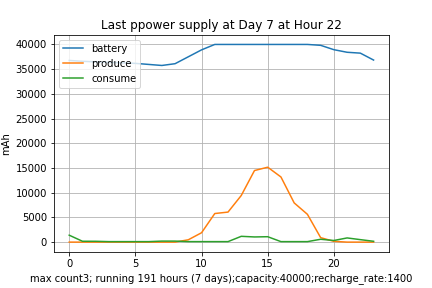 Last ppower supply at Day 7 at Hour 22
40000
35000
30000
25000
20000
15000
10000
5000
0
mAh
battery
produce
consume
0 5 10 15 20
max count3; running 191 hours (7 days);capacity:40000;recharge_rate:1400